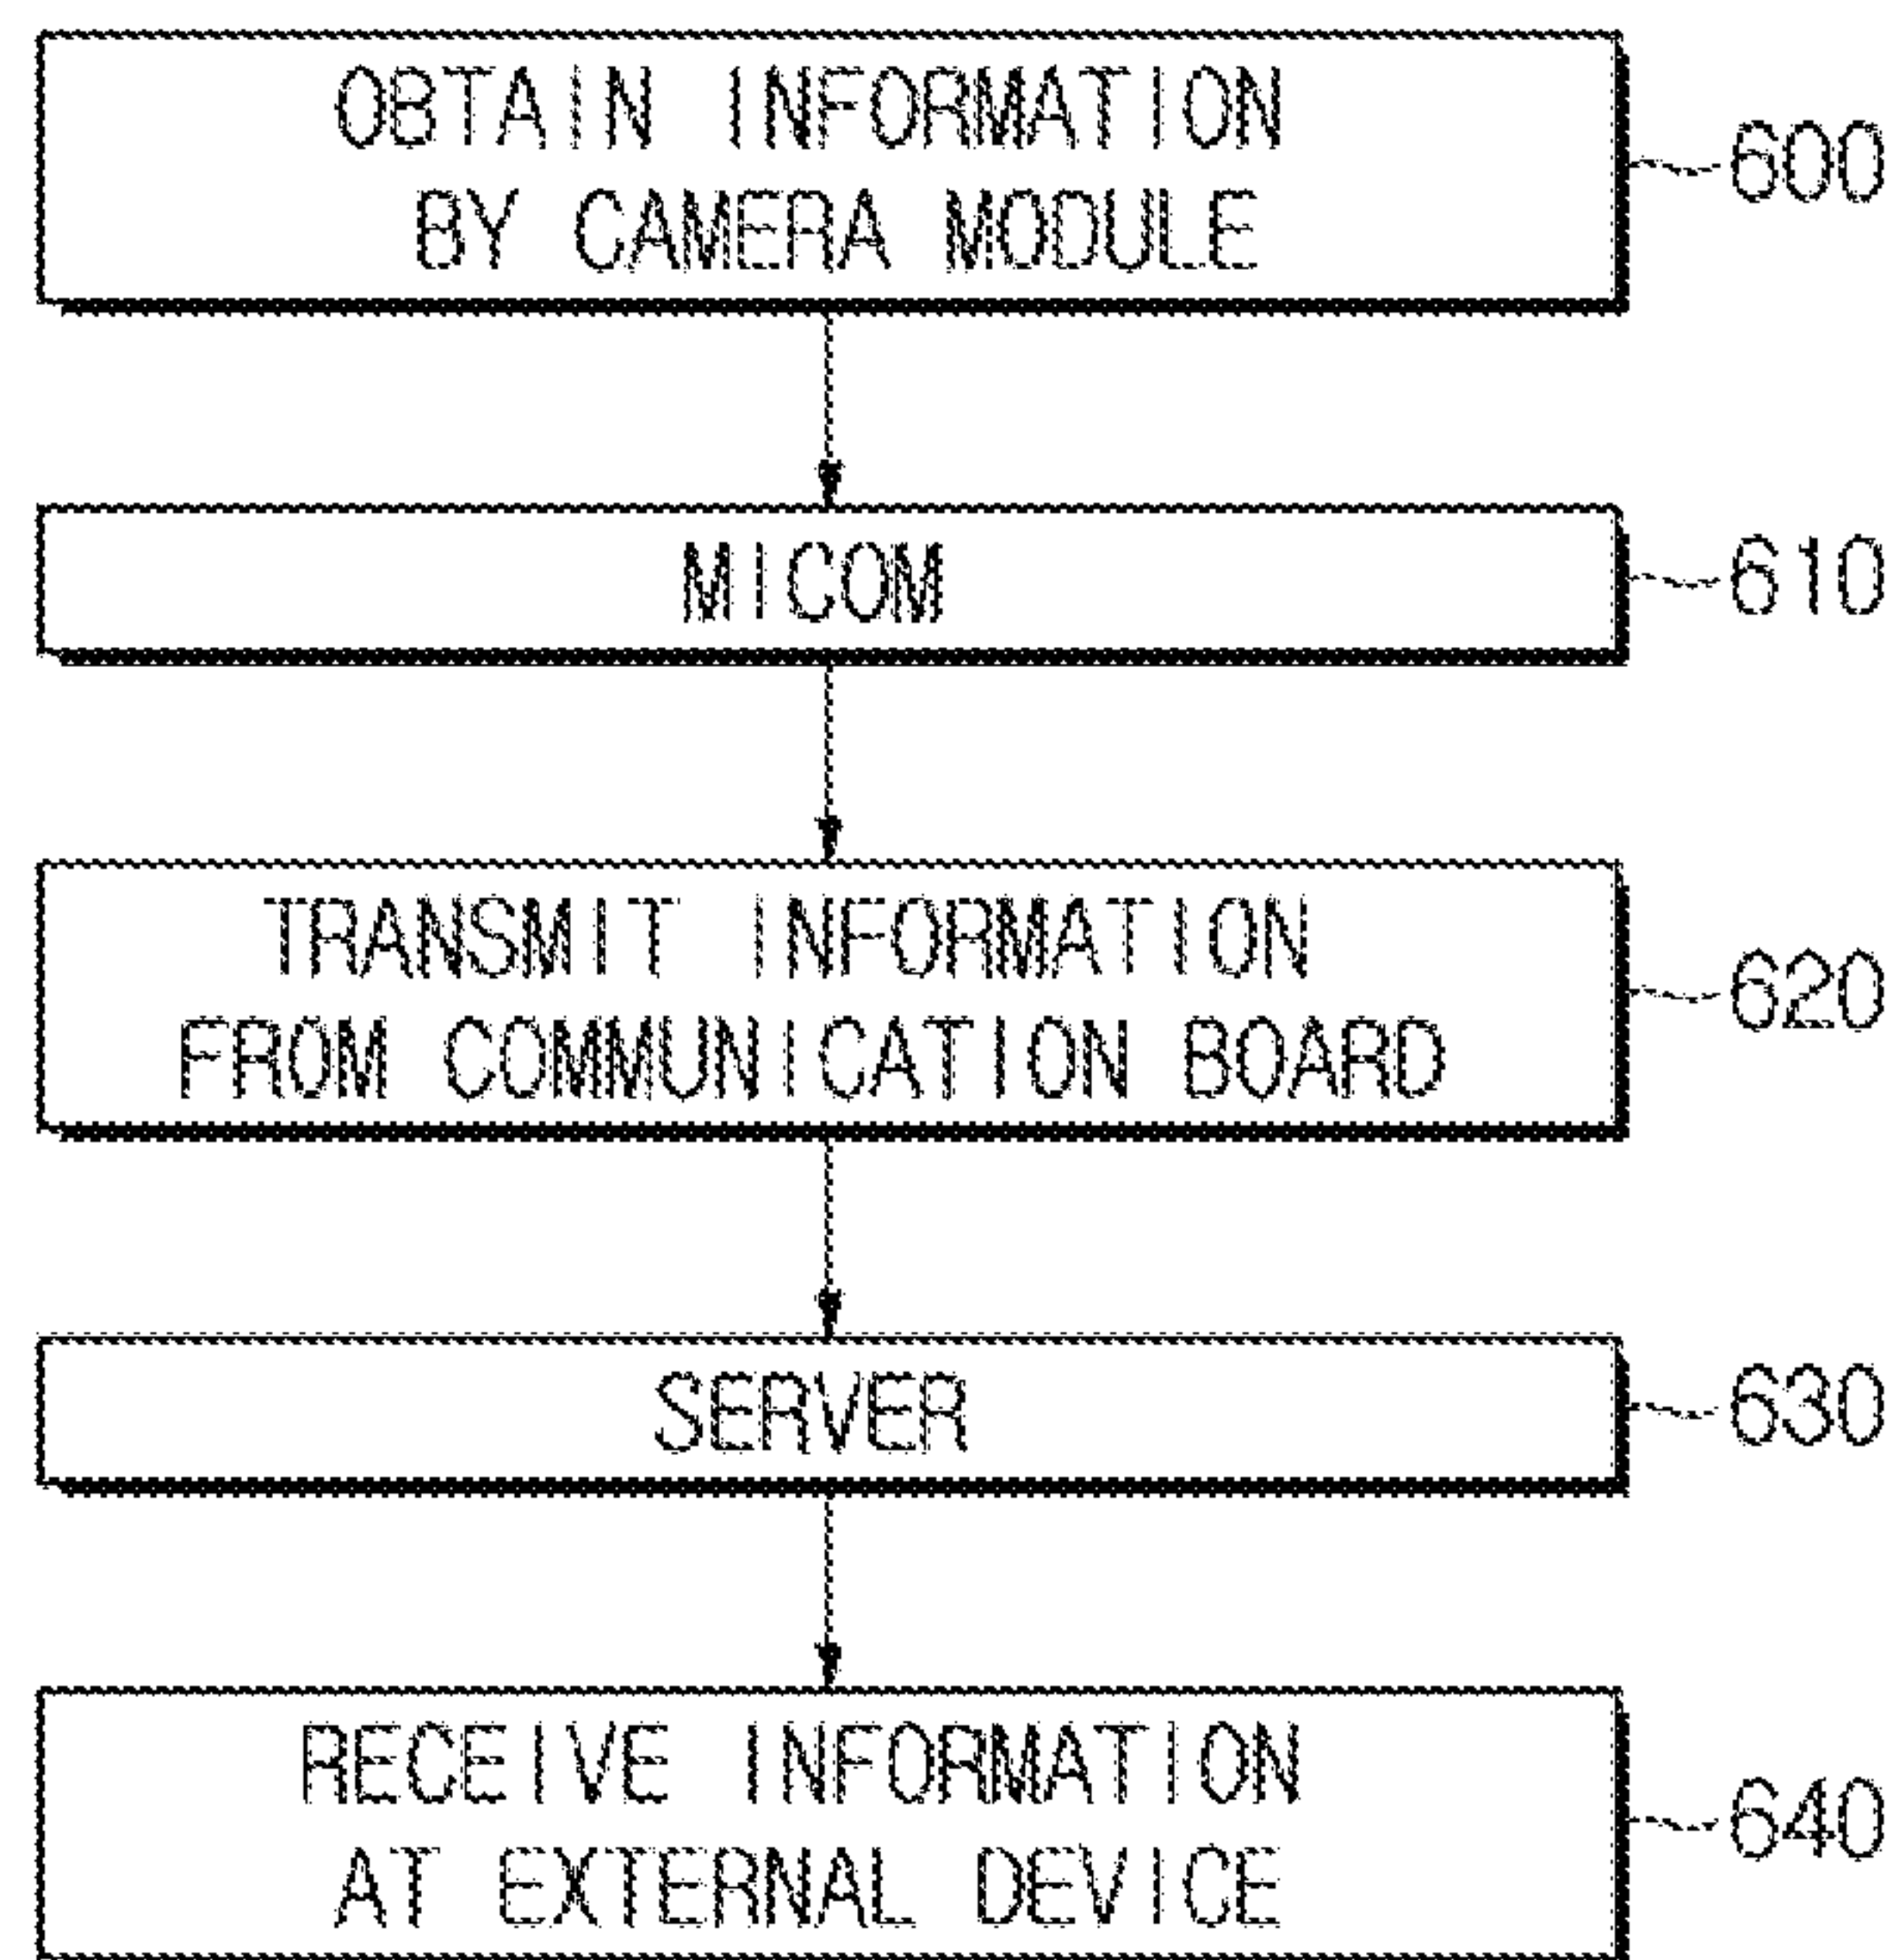 OBTAIN INFORMATION
BY CAMERA MODULE
600
MICOM
610
TRANSMIT INFORMATION
FROM COMMUNICATION BOARD
620
SERVER
630
RECEIVE INFORMATION
AT EXTERNAL DEVICE
640